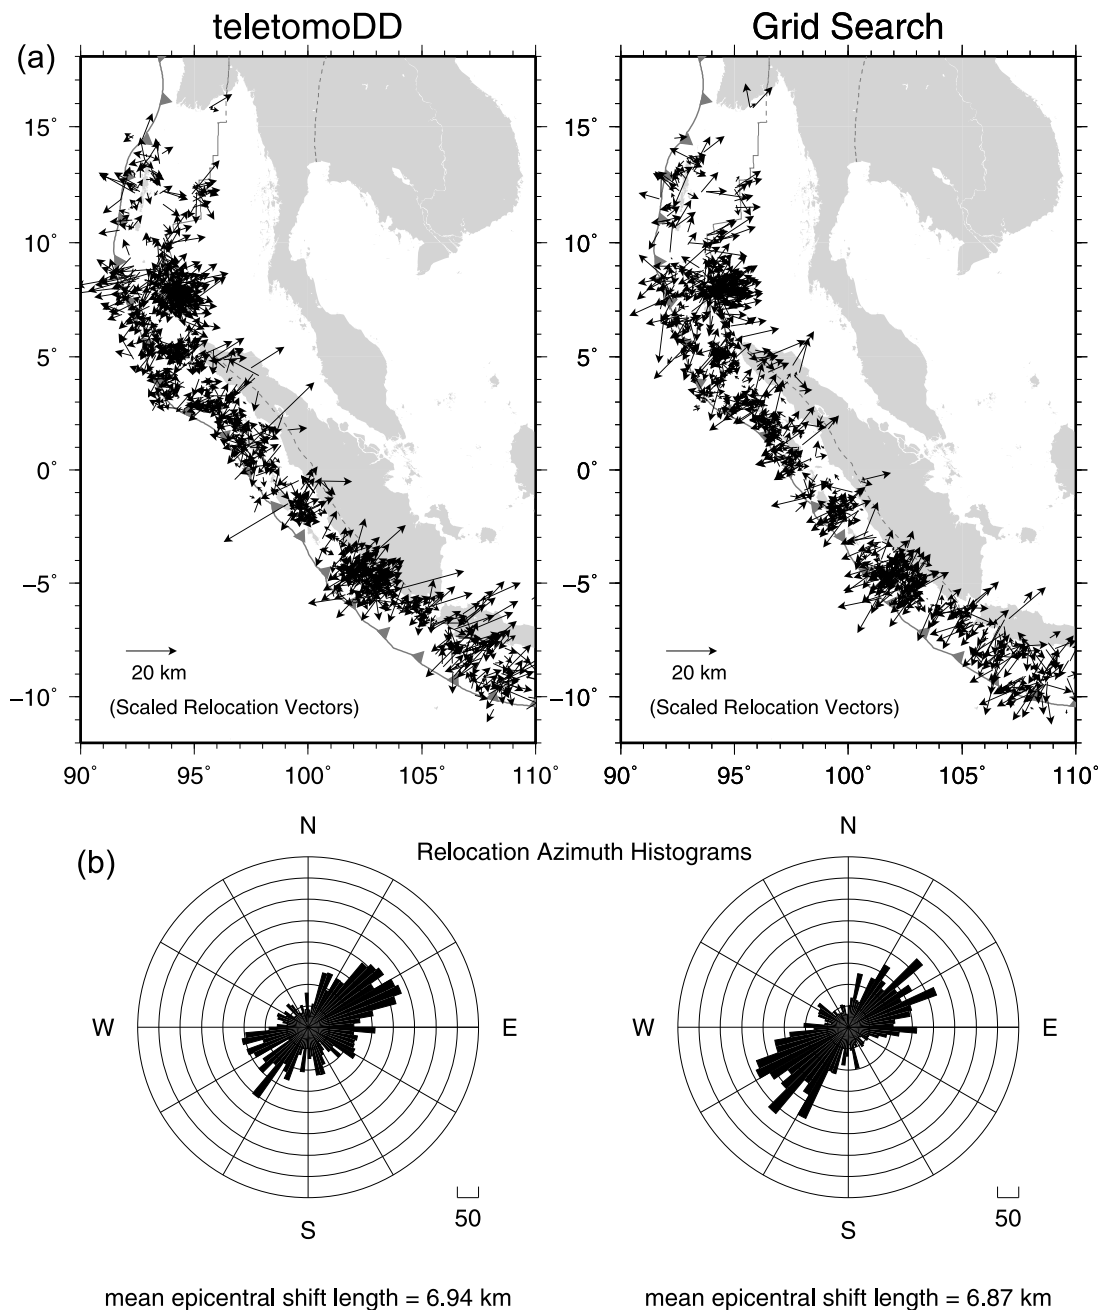 teletomoDD
Grid Search
(a)
15°
10°
5°
0°
−5°
−10°
20 km
(Scaled Relocation Vectors)
90° 95° 100° 105° 110°
15°
10°
5°
0°
−5°
−10°
20 km
(Scaled Relocation Vectors)
90° 95° 100° 105° 110°
(b)
Relocation Azimuth Histograms
N
W
E
S
50
N
W
E
S
50
mean epicentral shift length = 6.94 km
mean epicentral shift length = 6.87 km